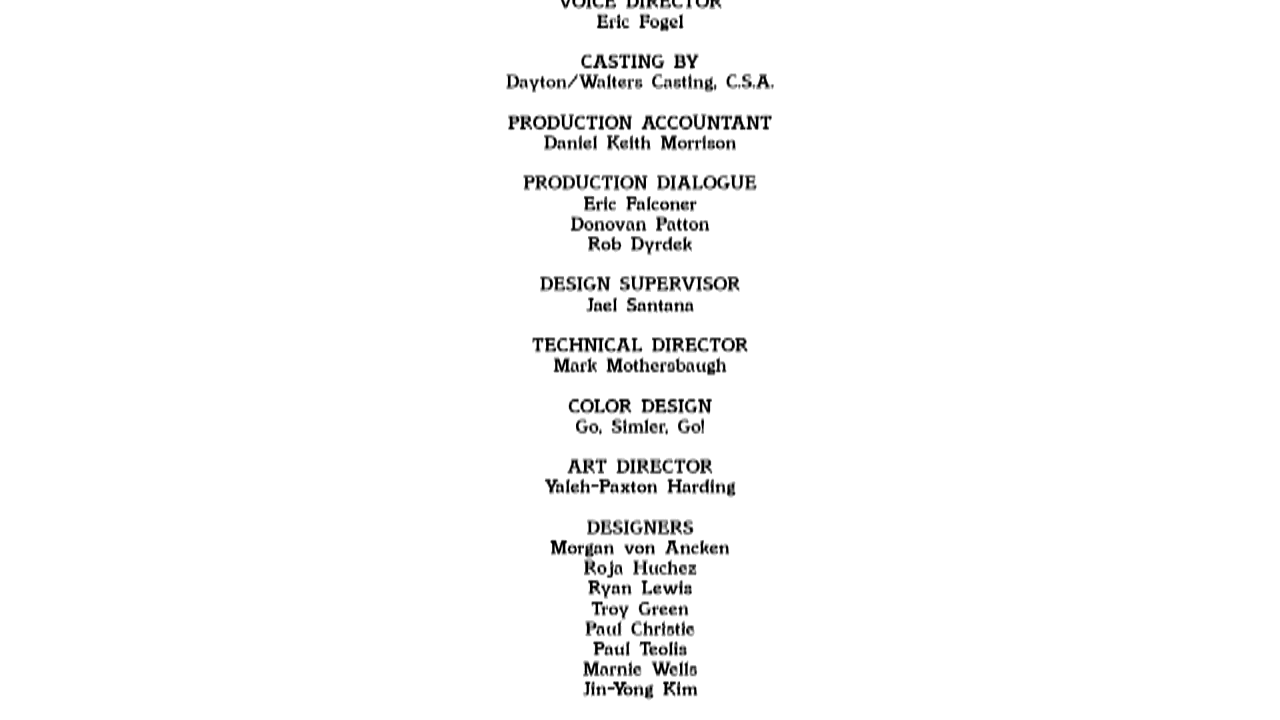 VOICE DIRECTOR
Eric Fogel
CASTING BY
Dayton/Walters Casting, C.S.A.
PRODUCTION ACCOUNTANT
Daniel Keith Morrison
PRODUCTION DIALOGUE
Eric Falconer
Donovan Patton
Rob Dyrdek
DESIGN SUPERVISOR
Jael Santana
TECHNICAL DIRECTOR
Mark Mothersbaugh
COLOR DESIGN
Go, Simler, Go!
ART DIRECTOR
Yaleh-Paxton Harding
DESIGNERS
Morgan von Ancken
Roja Huchez
Ryan Lewis
Troy Green
Paul Christie
Paul Teolis
Marnie Wells
Jin-Yong Kim